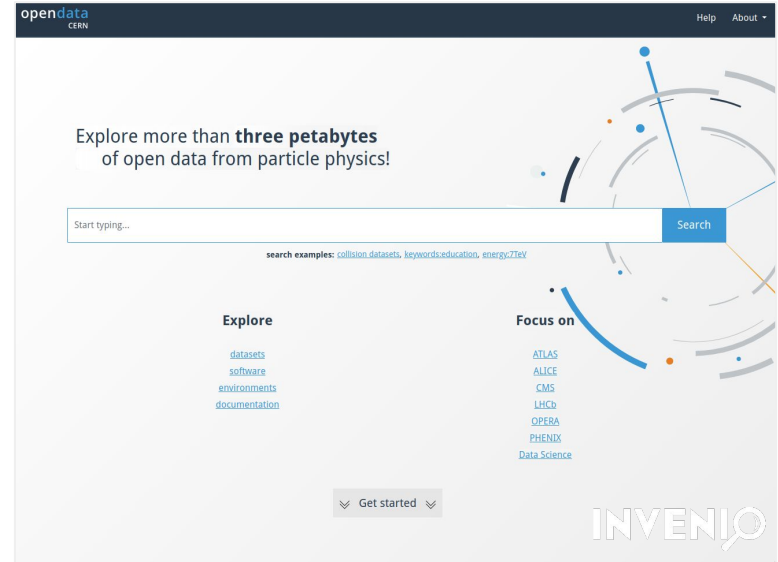 opendata
CERN
Help About
Explore more than three petabytes
of open data from particle physics!
Start typing...
Search
search examples: collision datasets, keywords:education, energy:7TeV
Explore
datasets
software
environments
documentation
Focus on
ATLAS
ALICE
CMS
LHCb
OPERA
PHENIX
Data Science
Get started
INVENIO